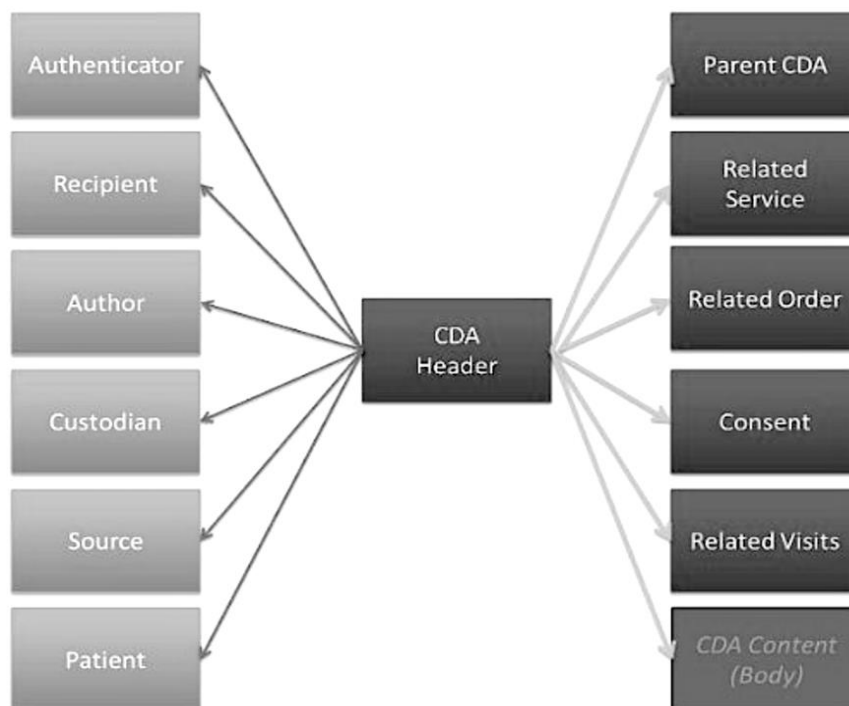 Authenticator
Recipient
Author
Custodian
Source
Patient
CDA
Header
Parent CDA
Related
Service
Related Order
Consent
Related Visits
CDA Content
(Body)